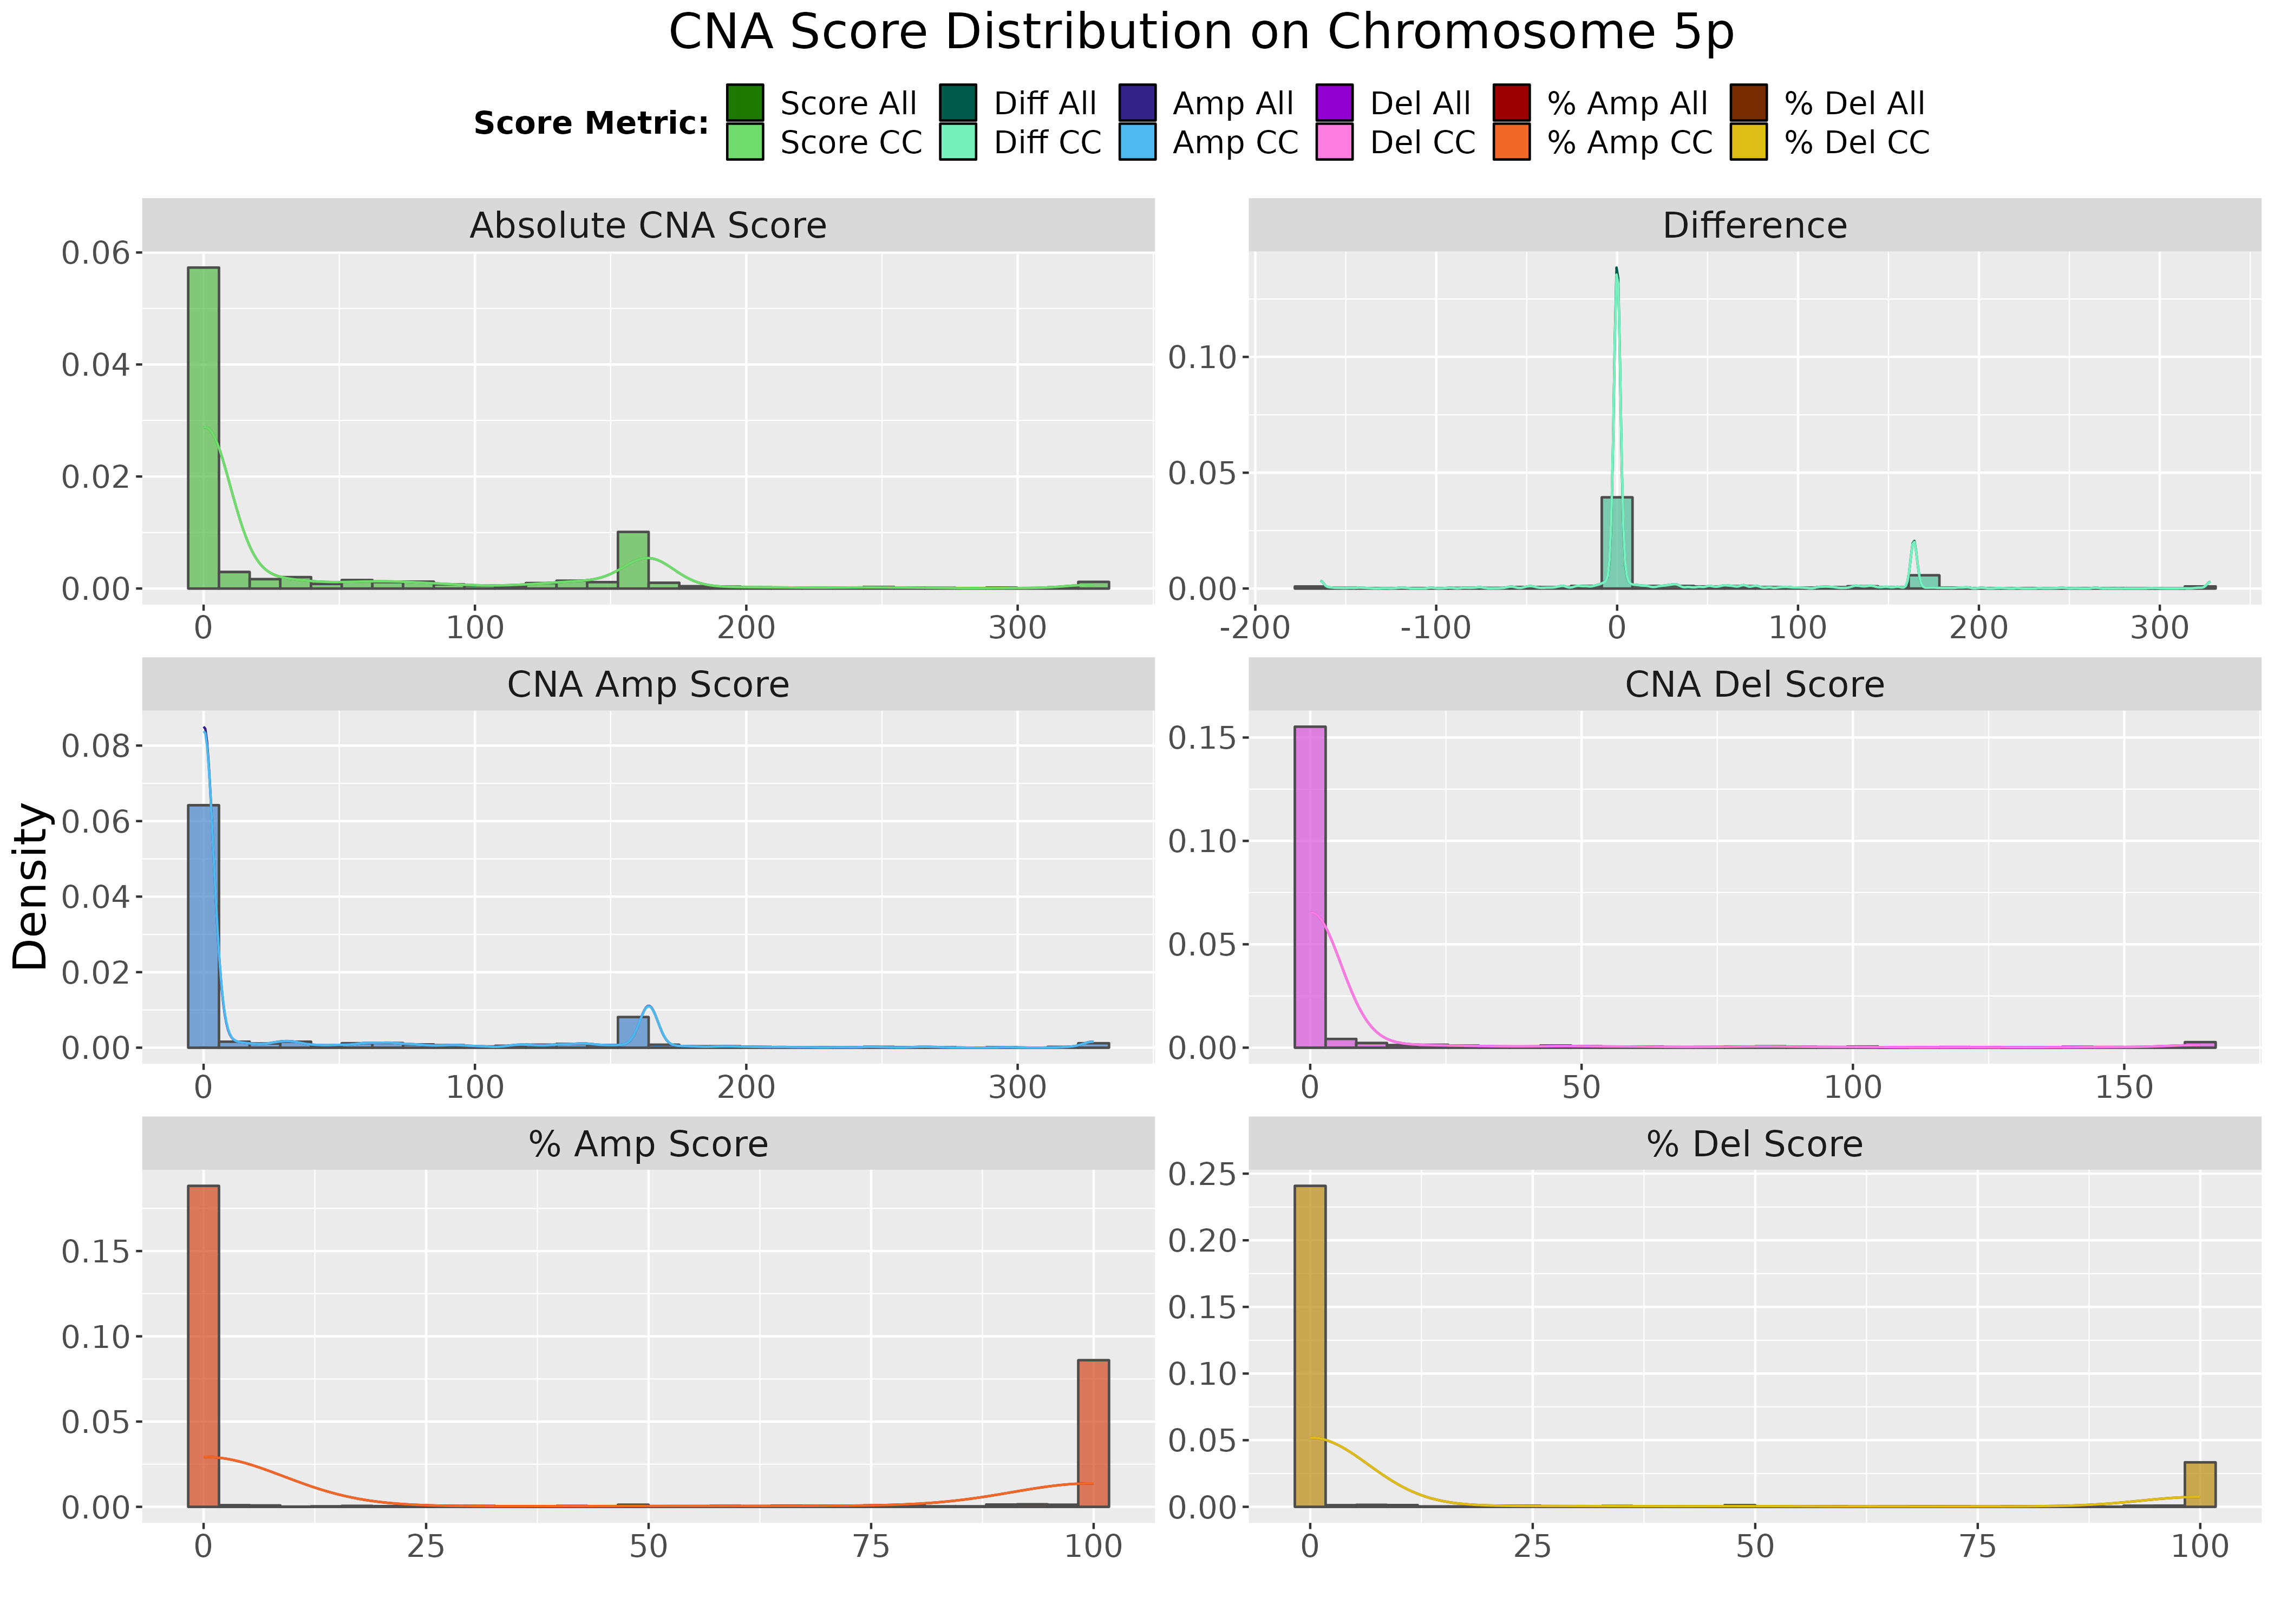 CNA Score Distribution on Chromosome 5p
Score Metric:
Score All Diff All Amp All Del All % Amp All % Del All
Score CC Diff CC Amp CC Del CC % Amp CC % Del CC
Absolute CNA Score
0.06
0.04
0.02
0.00
0 100 200 300
Difference
0.10
0.05
0.00
-200 -100 0 100 200 300
Density
CNA Amp Score
0.08
0.06
0.04
0.02
0.00
0 100 200 300
CNA Del Score
0.15
0.10
0.05
0.00
0 50 100 150
% Amp Score
0.15
0.10
0.05
0.00
0 25 50 75 100
% Del Score
0.25
0.20
0.15
0.10
0.05
0.00
0 25 50 75 100